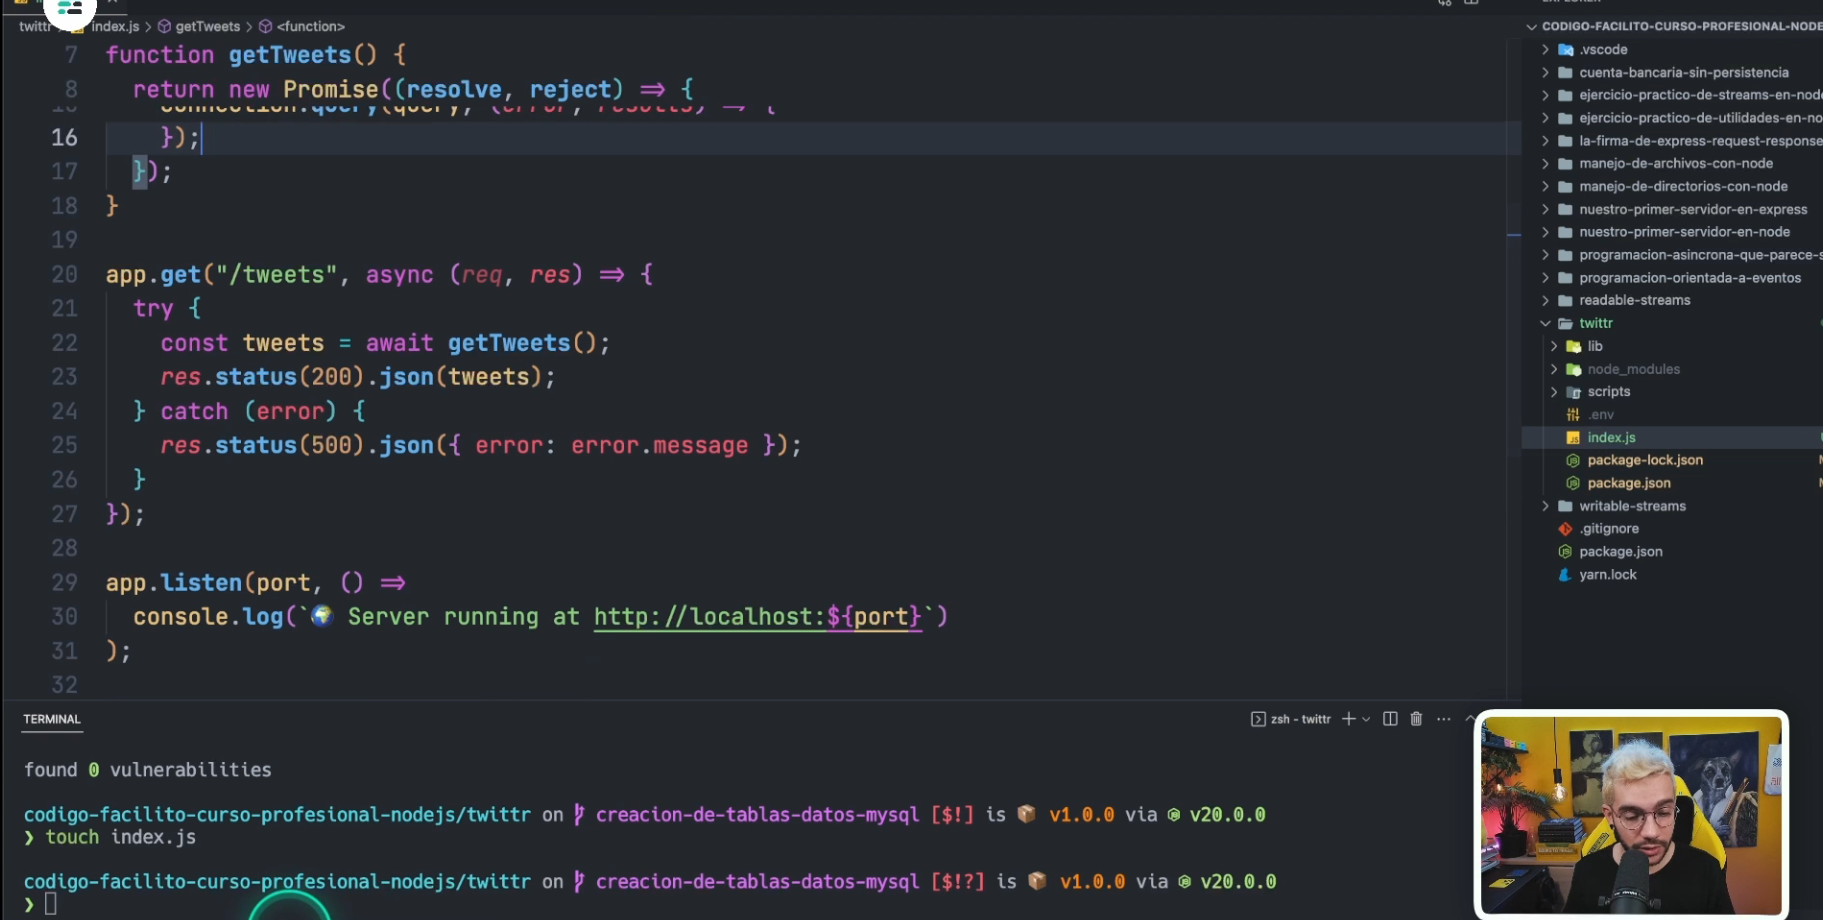 EXPLORER
twittr > index.js > getTweets > <function>
7 function getTweets() {
8 return new Promise((resolve, reject) => {
connection.query(query, (error, results) => {
16 });
17 });
18 }
19
20 app.get("/tweets", async (req, res) => {
21 try {
22 const tweets = await getTweets();
23 res.status(200).json(tweets);
24 } catch (error) {
25 res.status(500).json({ error: error.message });
26 }
27 });
28
29 app.listen(port, () =>
30 console.log(`🌍 Server running at http://localhost:${port}`)
31 );
32
CODIGO-FACILITO-CURSO-PROFESIONAL-NODE
.vscode
cuenta-bancaria-sin-persistencia
ejercicio-practico-de-streams-en-node
ejercicio-practico-de-utilidades-en-no
la-firma-de-express-request-response
manejo-de-archivos-con-node
manejo-de-directorios-con-node
nuestro-primer-servidor-en-express
nuestro-primer-servidor-en-node
programacion-asincrona-que-parece-s
programacion-orientada-a-eventos
readable-streams
twittr
lib
node_modules
scripts
.env
index.js
package-lock.json
package.json
writable-streams
.gitignore
package.json
yarn.lock
TERMINAL
zsh - twittr
found 0 vulnerabilities
codigo-facilito-curso-profesional-nodejs/twittr on creacion-de-tablas-datos-mysql [$!] is 📦 v1.0.0 via v20.0.0
❯ touch index.js
codigo-facilito-curso-profesional-nodejs/twittr on creacion-de-tablas-datos-mysql [$!?] is 📦 v1.0.0 via v20.0.0
❯